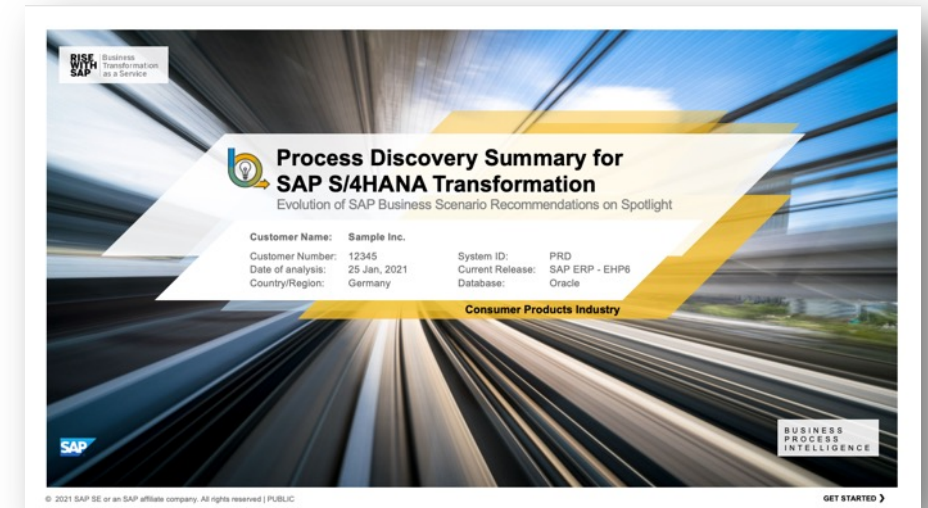 RISE
WITH
SAP
Business
Transformation
as a Service
Process Discovery Summary for
SAP S/4HANA Transformation
Evolution of SAP Business Scenario Recommendations on Spotlight
Customer Name: Sample Inc.
Customer Number: 12345 System ID: PRD
Date of analysis: 25 Jan, 2021 Current Release: SAP ERP - EHP6
Country/Region: Germany Database: Oracle
Consumer Products Industry
SAP
BUSINESS
PROCESS
INTELLIGENCE
© 2021 SAP SE or an SAP affiliate company. All rights reserved | PUBLIC
GET STARTED ❯